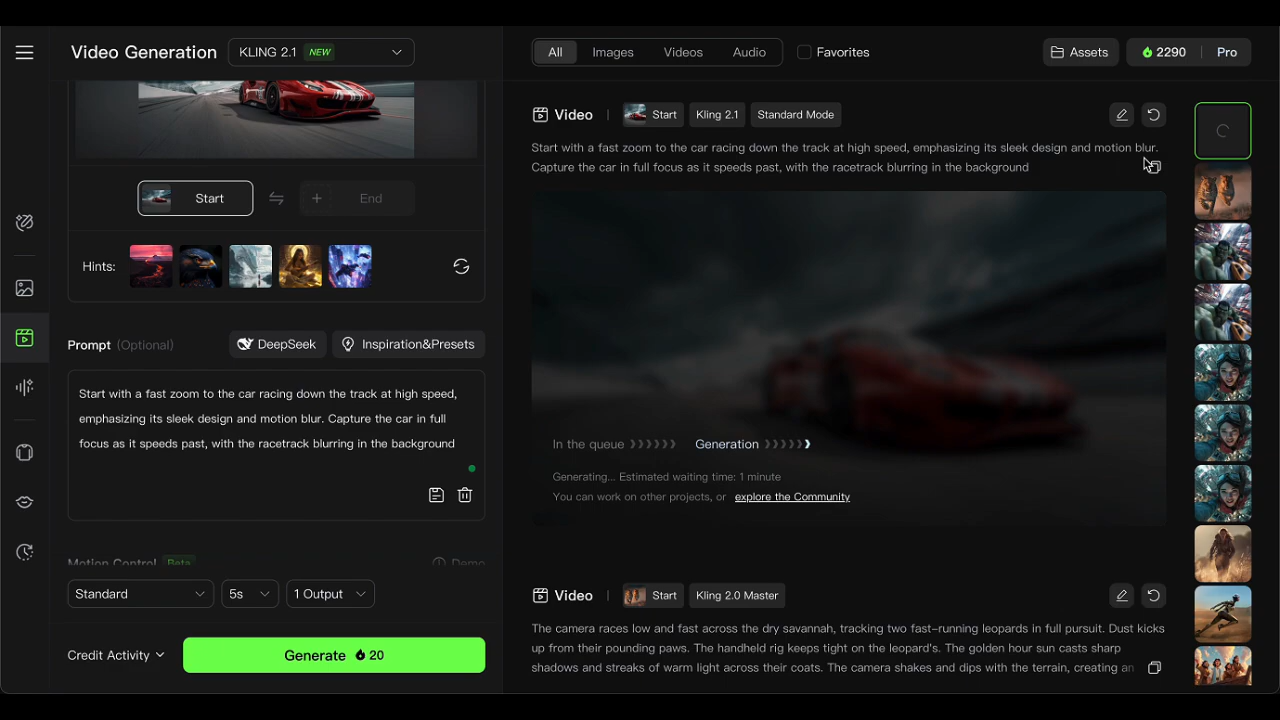 Video Generation
KLING 2.1 NEW
Start
End
Hints:
Prompt (Optional)
DeepSeek
Inspiration&Presets
Start with a fast zoom to the car racing down the track at high speed,
emphasizing its sleek design and motion blur. Capture the car in full
focus as it speeds past, with the racetrack blurring in the background
Motion Control Beta
Demo
Standard
5s
1 Output
Credit Activity
Generate 20
All
Images
Videos
Audio
Favorites
Assets
2290
Pro
Video
Start
Kling 2.1
Standard Mode
Start with a fast zoom to the car racing down the track at high speed, emphasizing its sleek design and motion blur.
Capture the car in full focus as it speeds past, with the racetrack blurring in the background
In the queue
Generation
Generating... Estimated waiting time: 1 minute
You can work on other projects, or explore the Community
Video
Start
Kling 2.0 Master
The camera races low and fast across the dry savannah, tracking two fast-running leopards in full pursuit. Dust kicks
up from their pounding paws. The handheld rig keeps tight on the leopard's. The golden hour sun casts sharp
shadows and streaks of warm light across their coats. The camera shakes and dips with the terrain, creating an